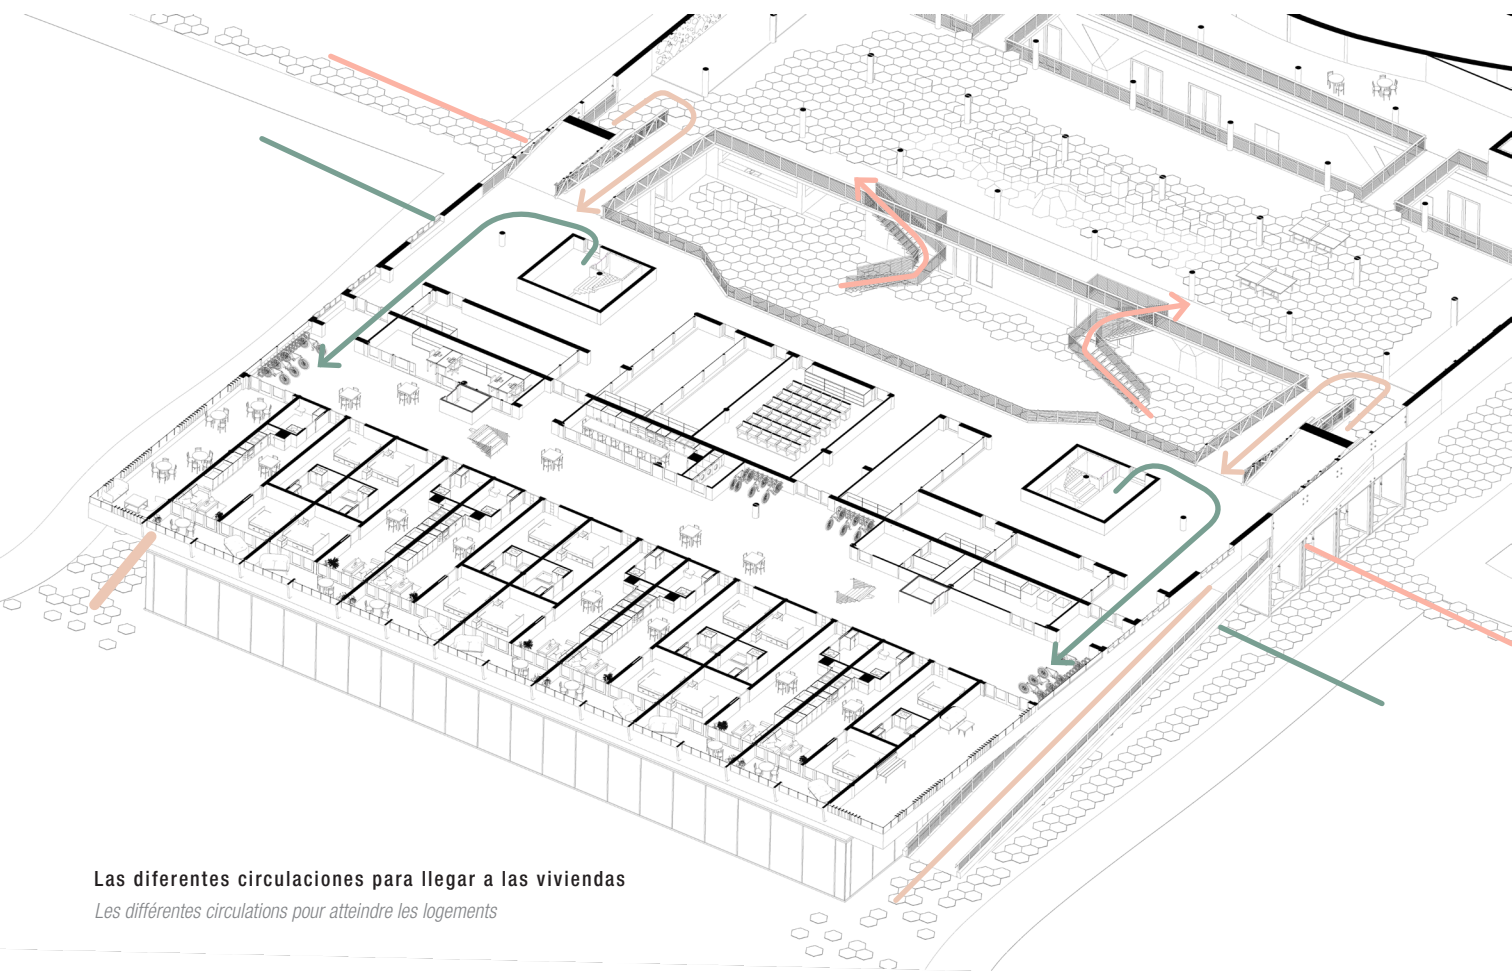 Las diferentes circulaciones para llegar a las viviendas
Les différentes circulations pour atteindre les logements